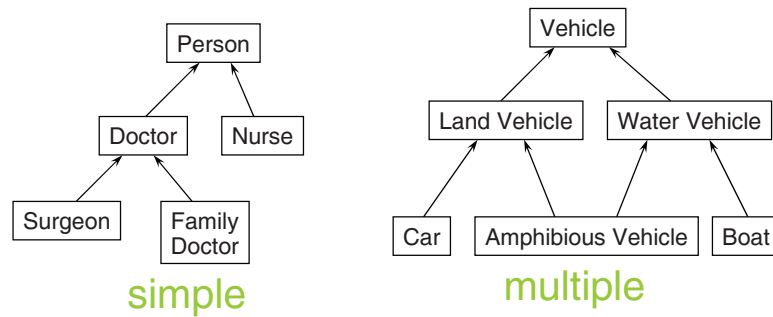 Person
Doctor
Nurse
Surgeon
Family
Doctor
simple
Vehicle
Land Vehicle
Water Vehicle
Car
Amphibious Vehicle
Boat
multiple